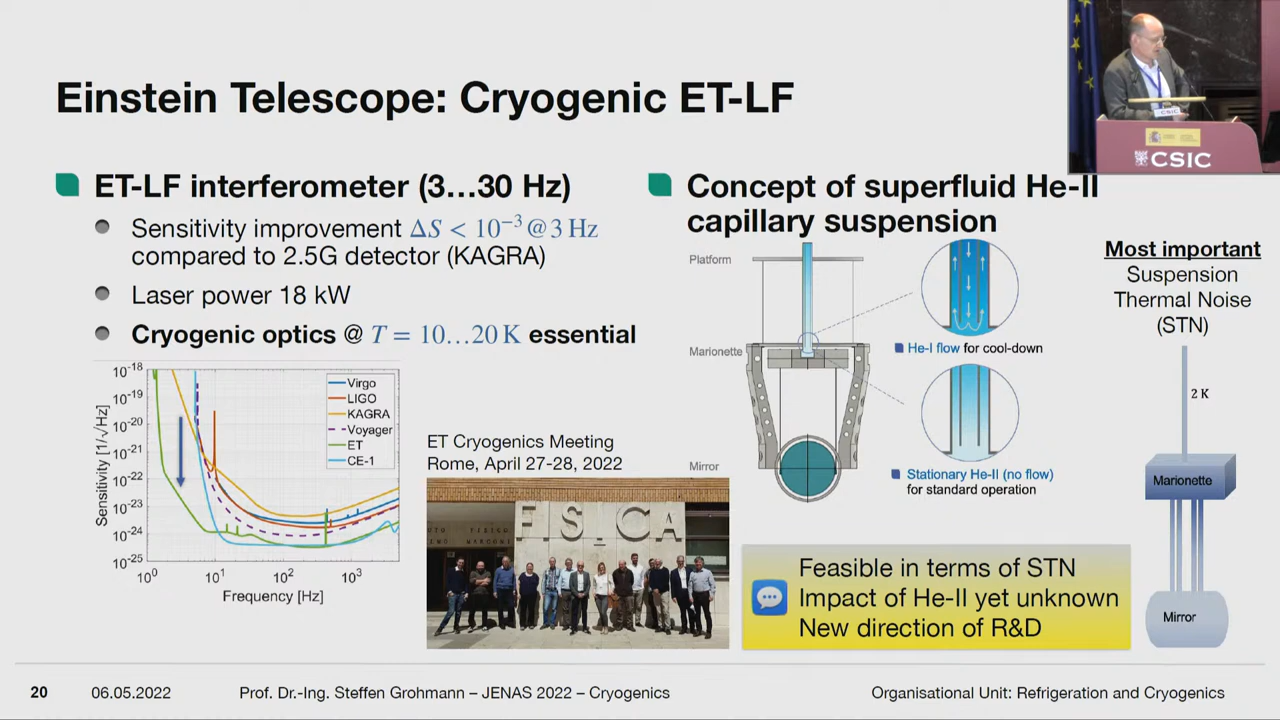 Einstein Telescope: Cryogenic ET-LF
CSIC
CSIC
ET-LF interferometer (3…30 Hz)
Sensitivity improvement ΔS < 10⁻³ @ 3 Hz
compared to 2.5G detector (KAGRA)
Laser power 18 kW
Cryogenic optics @ T = 10…20 K essential
10⁻¹⁸
10⁻¹⁹
10⁻²⁰
10⁻²¹
10⁻²²
10⁻²³
10⁻²⁴
10⁻²⁵
Sensitivity [1/√Hz]
10⁰
10¹
10²
10³
Frequency [Hz]
Virgo
LIGO
KAGRA
Voyager
ET
CE-1
ET Cryogenics Meeting
Rome, April 27-28, 2022
FISICA
FISICO
MARCONI
Concept of superfluid He-II
capillary suspension
Platform
Marionette
Mirror
He-I flow for cool-down
Stationary He-II (no flow)
for standard operation
Most important
Suspension
Thermal Noise
(STN)
2 K
Marionette
Mirror
Feasible in terms of STN
Impact of He-II yet unknown
New direction of R&D
20
06.05.2022
Prof. Dr.-Ing. Steffen Grohmann – JENAS 2022 – Cryogenics
Organisational Unit: Refrigeration and Cryogenics